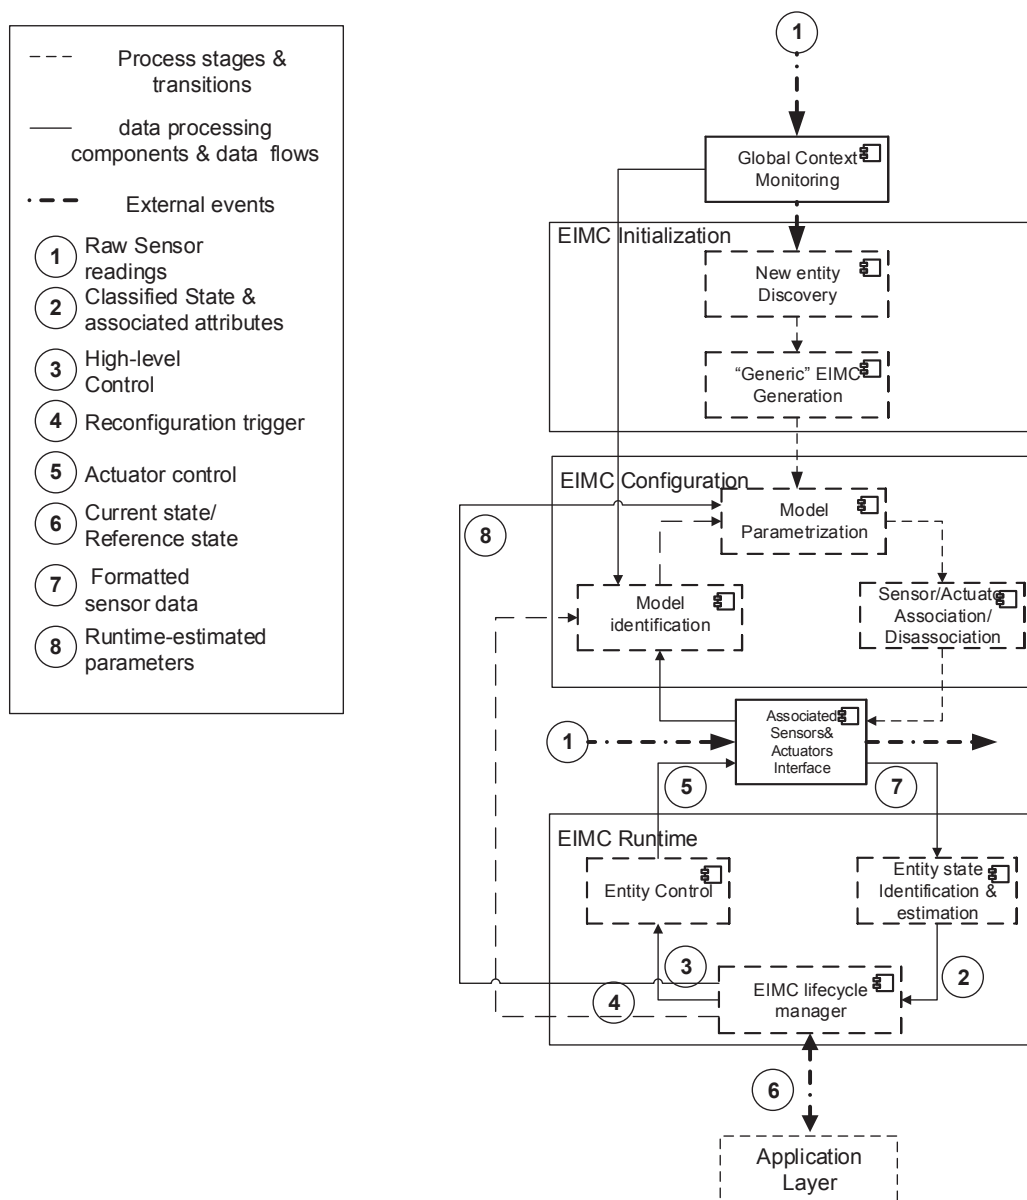 Process stages &
transitions
data processing
components & data flows
External events
1
Raw Sensor
readings
2
Classified State &
associated attributes
3
High-level
Control
4
Reconfiguration trigger
5
Actuator control
6
Current state/
Reference state
7
Formatted
sensor data
8
Runtime-estimated
parameters
1
Global Context
Monitoring
EIMC Initialization
New entity
Discovery
“Generic” EIMC
Generation
EIMC Configuration
Model
Parametrization
8
Model
identification
Sensor/Actuato
Association/
Disassociation
1
Associated
Sensors&
Actuators
Interface
5
7
EIMC Runtime
Entity Control
Entity state
Identification &
estimation
3
2
4
EIMC lifecycle
manager
6
Application
Layer